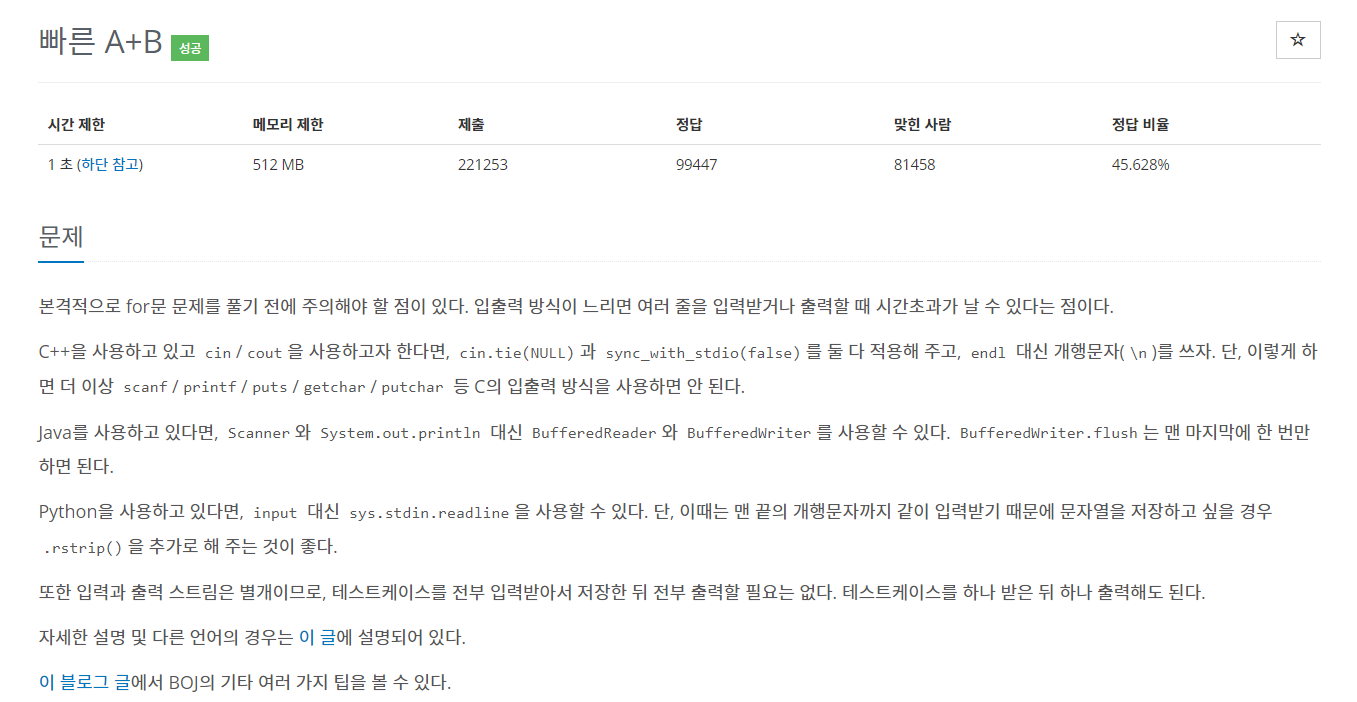 빠른 A+B 성공
☆
시간 제한 메모리 제한 제출 정답 맞힌 사람 정답 비율
1 초 (하단 참고) 512 MB 221253 99447 81458 45.628%
문제
본격적으로 for문 문제를 풀기 전에 주의해야 할 점이 있다. 입출력 방식이 느리면 여러 줄을 입력받거나 출력할 때 시간초과가 날 수 있다는 점이다.
C++을 사용하고 있고 cin / cout 을 사용하고자 한다면, cin.tie(NULL) 과 sync_with_stdio(false) 를 둘 다 적용해 주고, endl 대신 개행문자( \n )를 쓰자. 단, 이렇게 하
면 더 이상 scanf / printf / puts / getchar / putchar 등 C의 입출력 방식을 사용하면 안 된다.
Java를 사용하고 있다면, Scanner 와 System.out.println 대신 BufferedReader 와 BufferedWriter 를 사용할 수 있다. BufferedWriter.flush 는 맨 마지막에 한 번만
하면 된다.
Python을 사용하고 있다면, input 대신 sys.stdin.readline 을 사용할 수 있다. 단, 이때는 맨 끝의 개행문자까지 같이 입력받기 때문에 문자열을 저장하고 싶을 경우
.rstrip() 을 추가로 해 주는 것이 좋다.
또한 입력과 출력 스트림은 별개이므로, 테스트케이스를 전부 입력받아서 저장한 뒤 전부 출력할 필요는 없다. 테스트케이스를 하나 받은 뒤 하나 출력해도 된다.
자세한 설명 및 다른 언어의 경우는 이 글에 설명되어 있다.
이 블로그 글에서 BOJ의 기타 여러 가지 팁을 볼 수 있다.